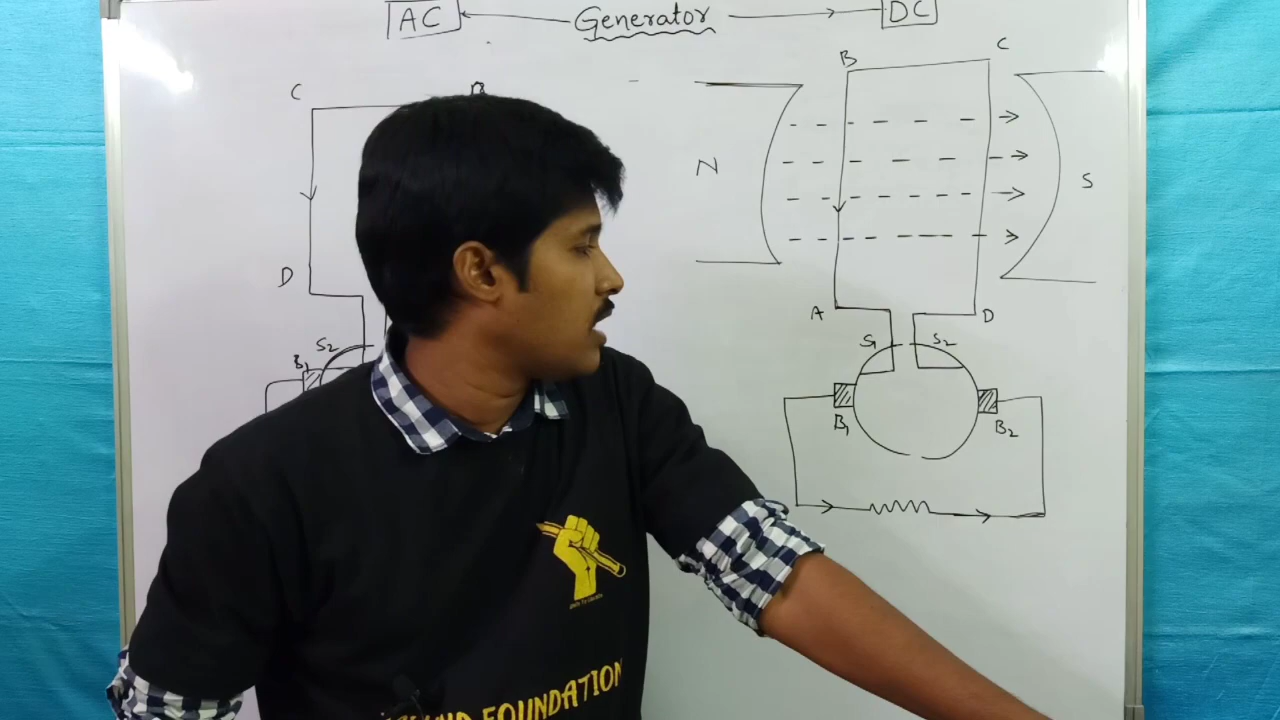 AC Generator DC
C B
D
S2
B1
B C
N S
A D
S1 S2
B1 B2
FOUNDATION